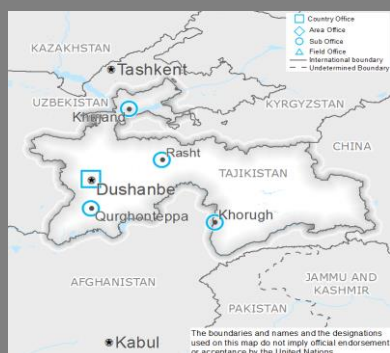 Country Office
Area Office
Sub Office
Field Office
International boundary
Undetermined Boundary
KAZAKHSTAN
Tashkent
UZBEKISTAN
KYRGYZSTAN
Khujand
CHINA
Rasht
TAJIKISTAN
Dushanbe
Qurghonteppa
Khorugh
AFGHANISTAN
JAMMU AND
KASHMIR
PAKISTAN
Kabul
The boundaries and names and the designations
used on this map do not imply official endorsement
or acceptance by the United Nations.